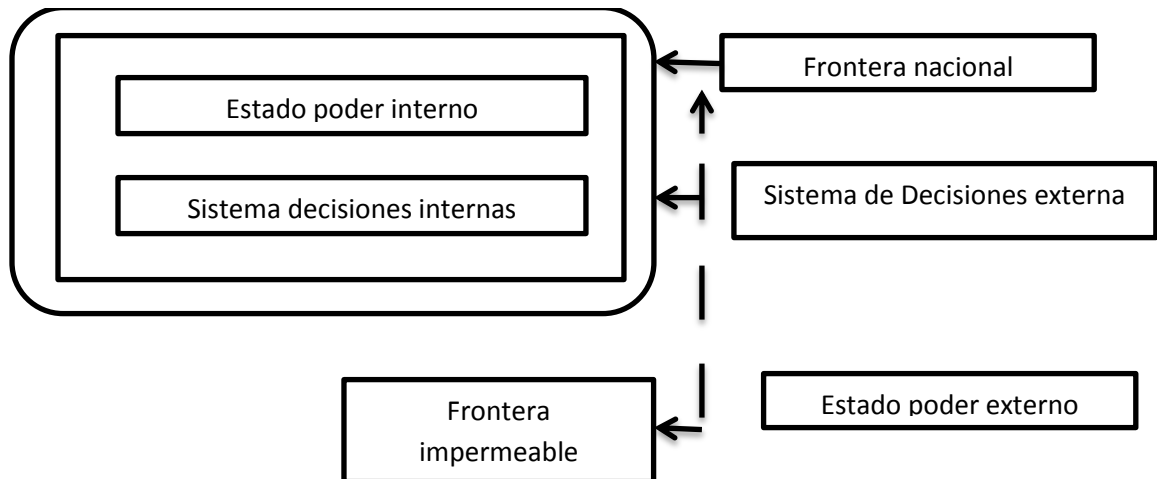 Estado poder interno
Sistema decisiones internas
Frontera nacional
Sistema de Decisiones externa
Estado poder externo
Frontera
impermeable